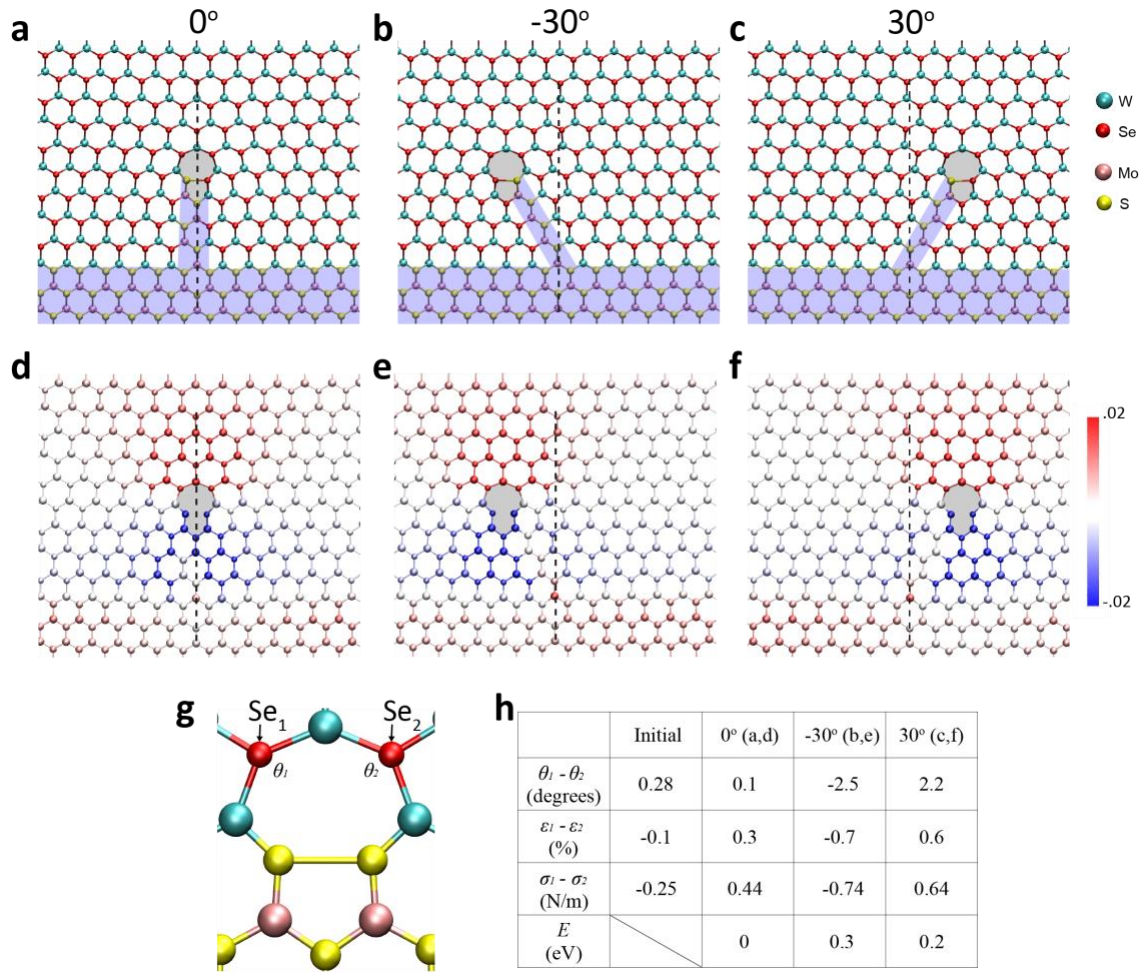 0° -30° 30°
a b c
W
Se
Mo
S
d e f
.02
-.02
g h
Se1 Se2
θ1 θ2
Initial 0° (a,d) -30° (b,e) 30° (c,f)
θ1 - θ2 (degrees) 0.28 0.1 -2.5 2.2
ε1 - ε2 (%) -0.1 0.3 -0.7 0.6
σ1 - σ2 (N/m) -0.25 0.44 -0.74 0.64
E (eV) 0 0.3 0.2